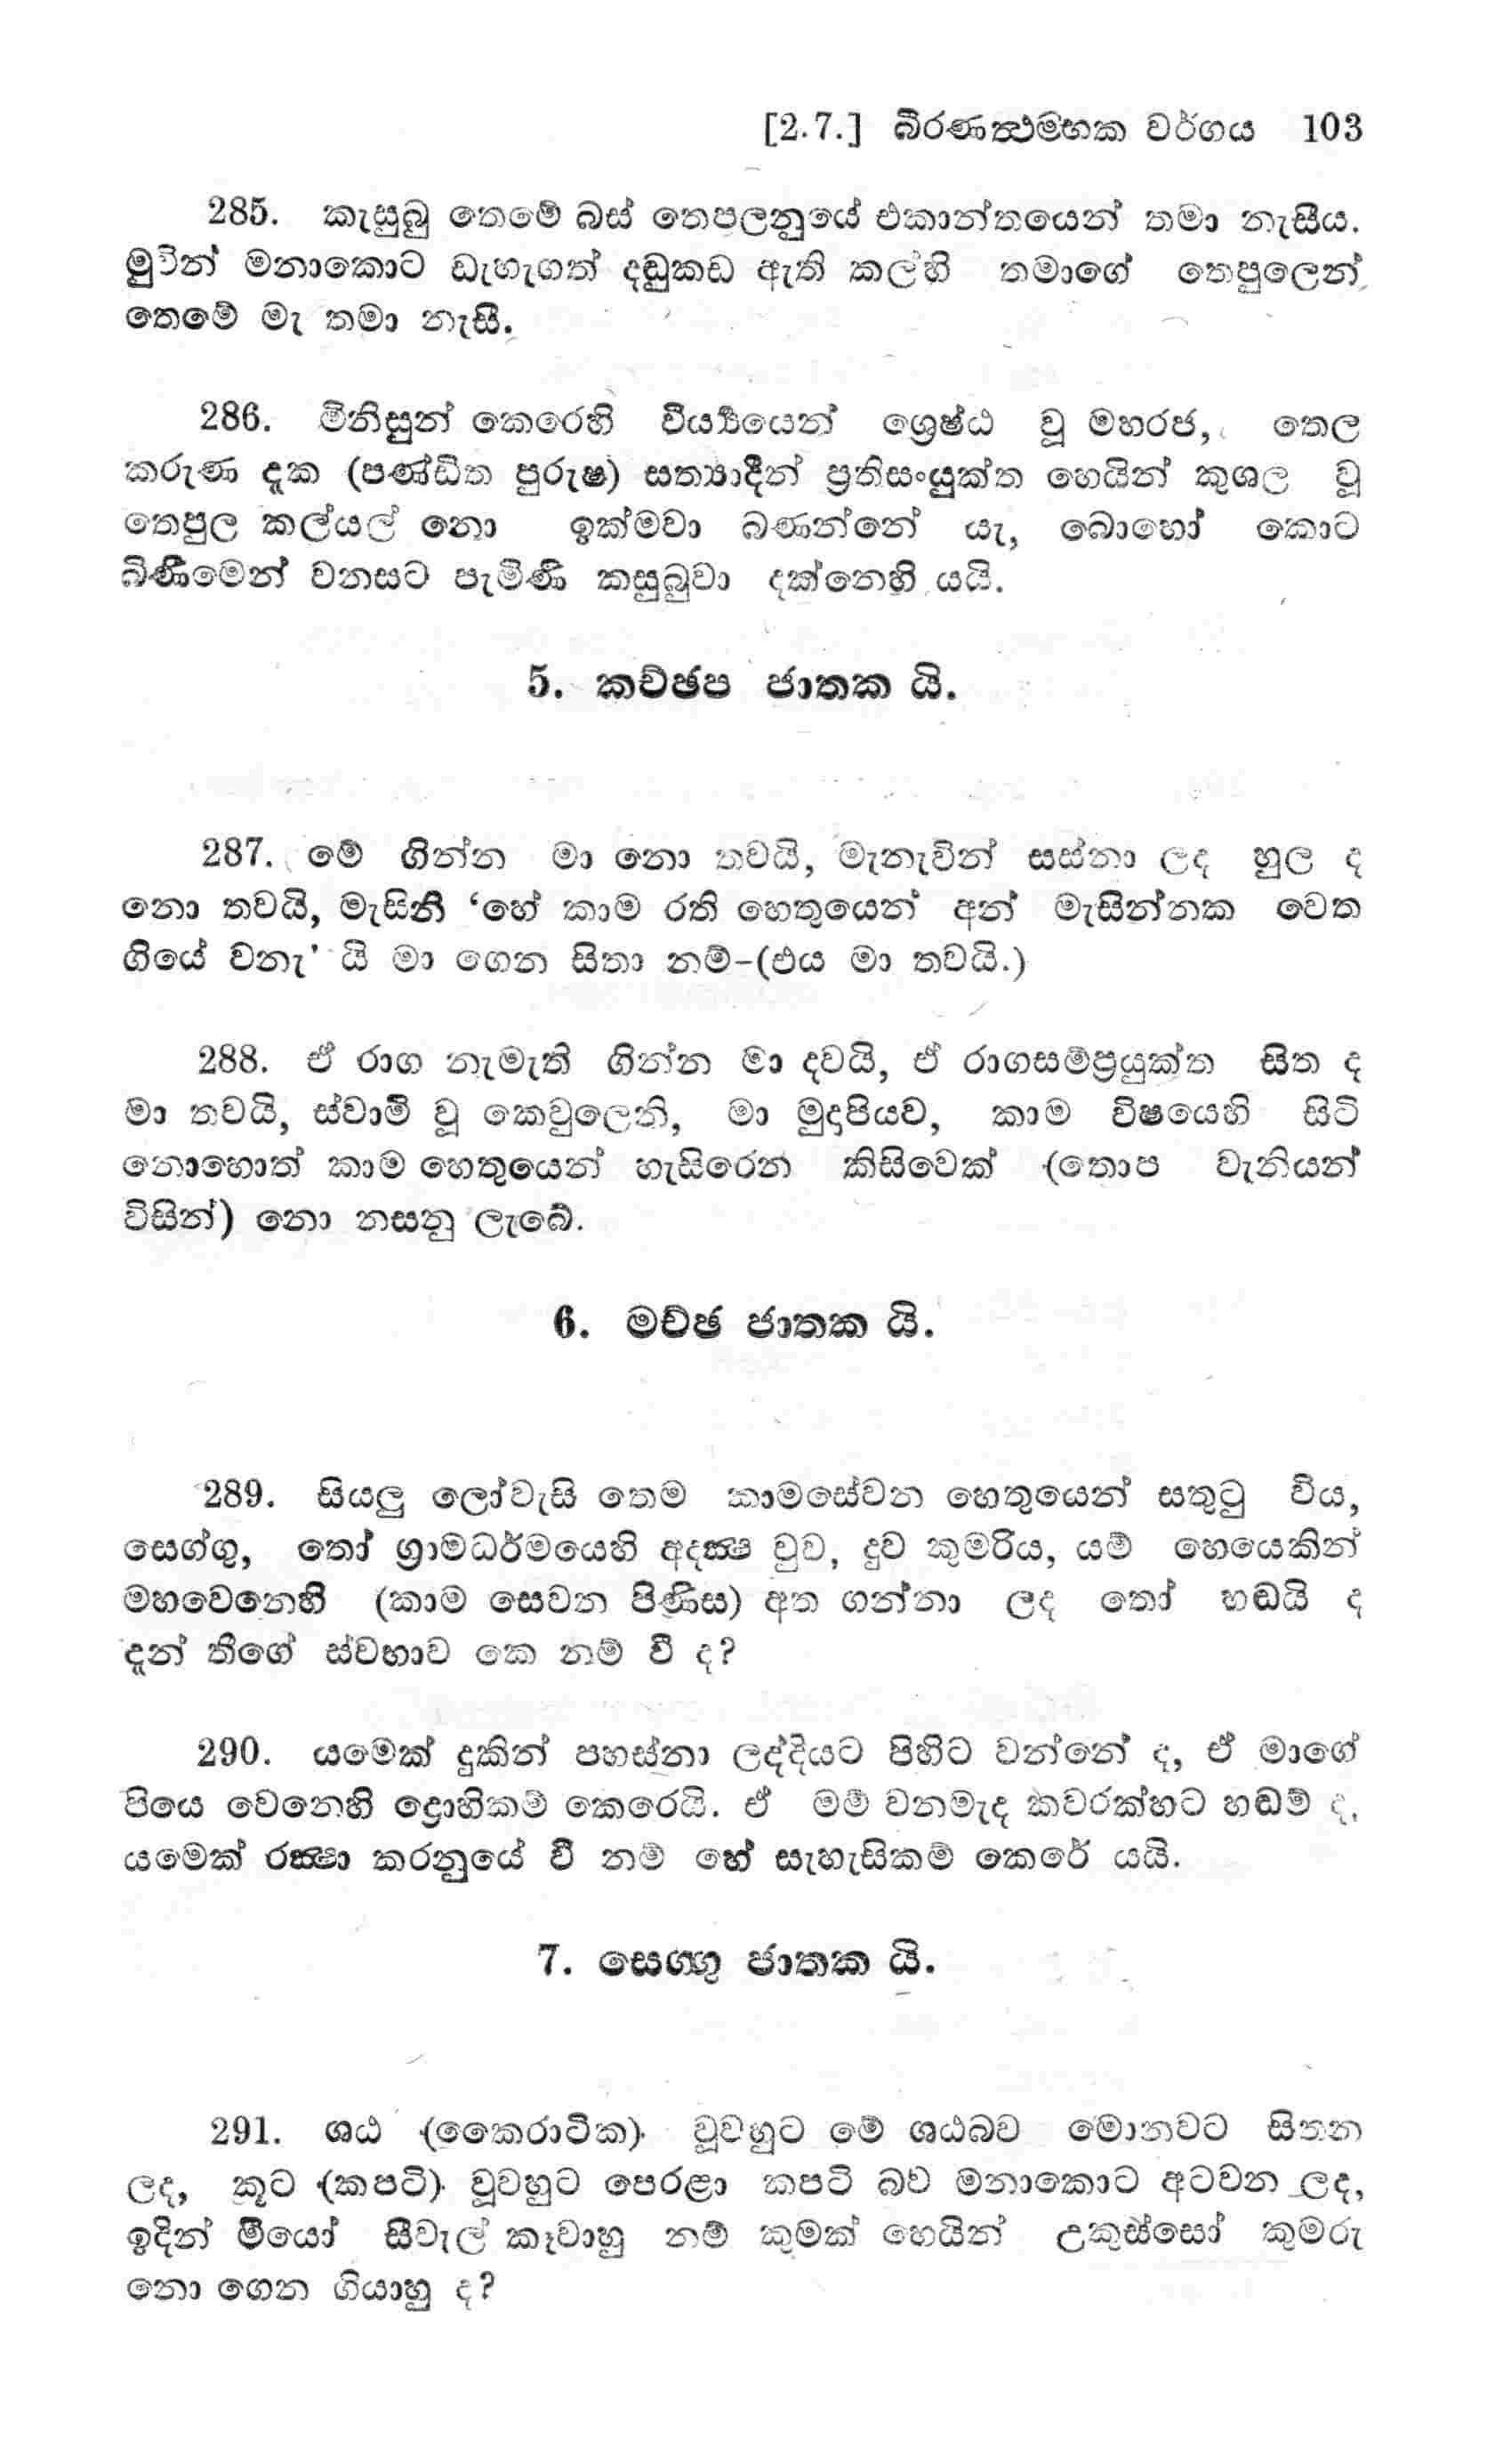 [2.7.] බීරණත්‍ථම්භක වර්ගය 103
285. කැසුබු තෙමේ බස් තෙපලනුයේ එකාන්තයෙන් තමා නැසීය.
මුවින් මනාකොට ඩැහැගත් දඬුකඩ ඇති කල්හි තමාගේ තෙපුලෙන්
තෙමේ මැ තමා නැසී.
286. මිනිසුන් කෙරෙහි වීර්‍ය්‍යයෙන් ශ්‍රෙෂ්ඨ වූ මහරජ, තෙල
කරුණ දැක (පණ්ඩිත පුරුෂ) සත්‍යාදීන් ප්‍රතිසංයුක්ත හෙයින් කුශල වූ
තෙපුල කල්යල් නො ඉක්මවා බණන්නේ යැ, බොහෝ කොට
බිණීමෙන් වනසට පැමිණි කසුබුවා දක්නෙහි යයි.
5. කච්ඡප ජාතක යි.
287. මේ ගින්න මා නො තවයි, මැනැවින් සස්නා ලද හුල ද
නො තවයි, මැසිනී ‘හේ කාම රති හෙතුයෙන් අන් මැසින්නක වෙත
ගියේ වනැ’ යි මා ගෙන සිතා නම්-(එය මා තවයි.)
288. ඒ රාග නැමැති ගින්න මා දවයි, ඒ රාගසම්ප්‍රයුක්ත සිත ද
මා තවයි, ස්වාමි වූ කෙවුලෙනි, මා මුදාපියව, කාම විෂයෙහි සිටි
නොහොත් කාම හෙතුයෙන් හැසිරෙන කිසිවෙක් (තොප වැනියන්
විසින්) නො නසනු ලැබේ.
6. මච්ඡ ජාතක යි.
289. සියලු ලෝවැසි තෙම කාමසේවන හෙතුයෙන් සතුටු විය,
සෙග්ගු, තෝ ග්‍රාමධර්මයෙහි අදක්‍ෂ වුව, දුව කුමරිය, යම් හෙයෙකින්
මහවෙනෙහි (කාම සෙවන පිණිස) අත ගන්නා ලද තෝ හඬයි ද
දැන් තීගේ ස්වභාව කෙ නම් වී ද?
290. යමෙක් දුකින් පහස්නා ලද්දියට පිහිට වන්නේ ද, ඒ මාගේ
පියෙ වෙනෙහි ද්‍රොහිකම් කෙරෙයි. ඒ මම් වනමැද කවරක්හට හඬම් ද,
යමෙක් රක්‍ෂා කරනුයේ වී නම් හේ සැහැසිකම් කෙරේ යයි.
7. සෙග්ගු ජාතක යි.
291. ශඨ (කෛරාටික) වූවහුට මේ ශඨබව මොනවට සිතන
ලද, කූට (කපටි) වූවහුට පෙරළා කපටි බව මනාකොට අටවන ලද,
ඉදින් මීයෝ සීවැල් කෑවාහු නම් කුමක් හෙයින් උකුස්සෝ කුමරු
නො ගෙන ගියාහු ද?